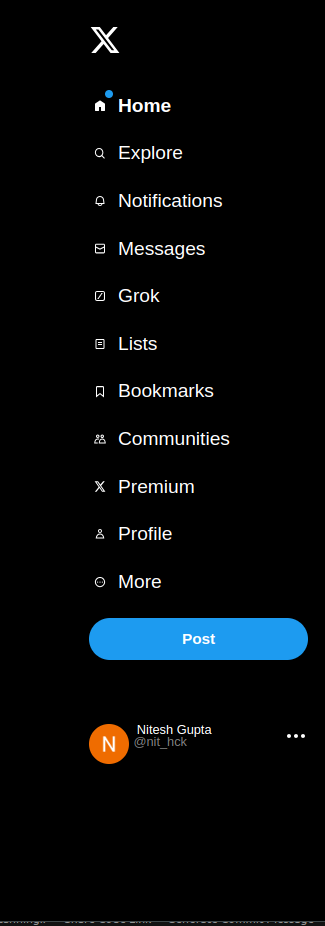 Home
Explore
Notifications
Messages
Grok
Lists
Bookmarks
Communities
Premium
Profile
More
Post
N
Nitesh Gupta
@nit_hck